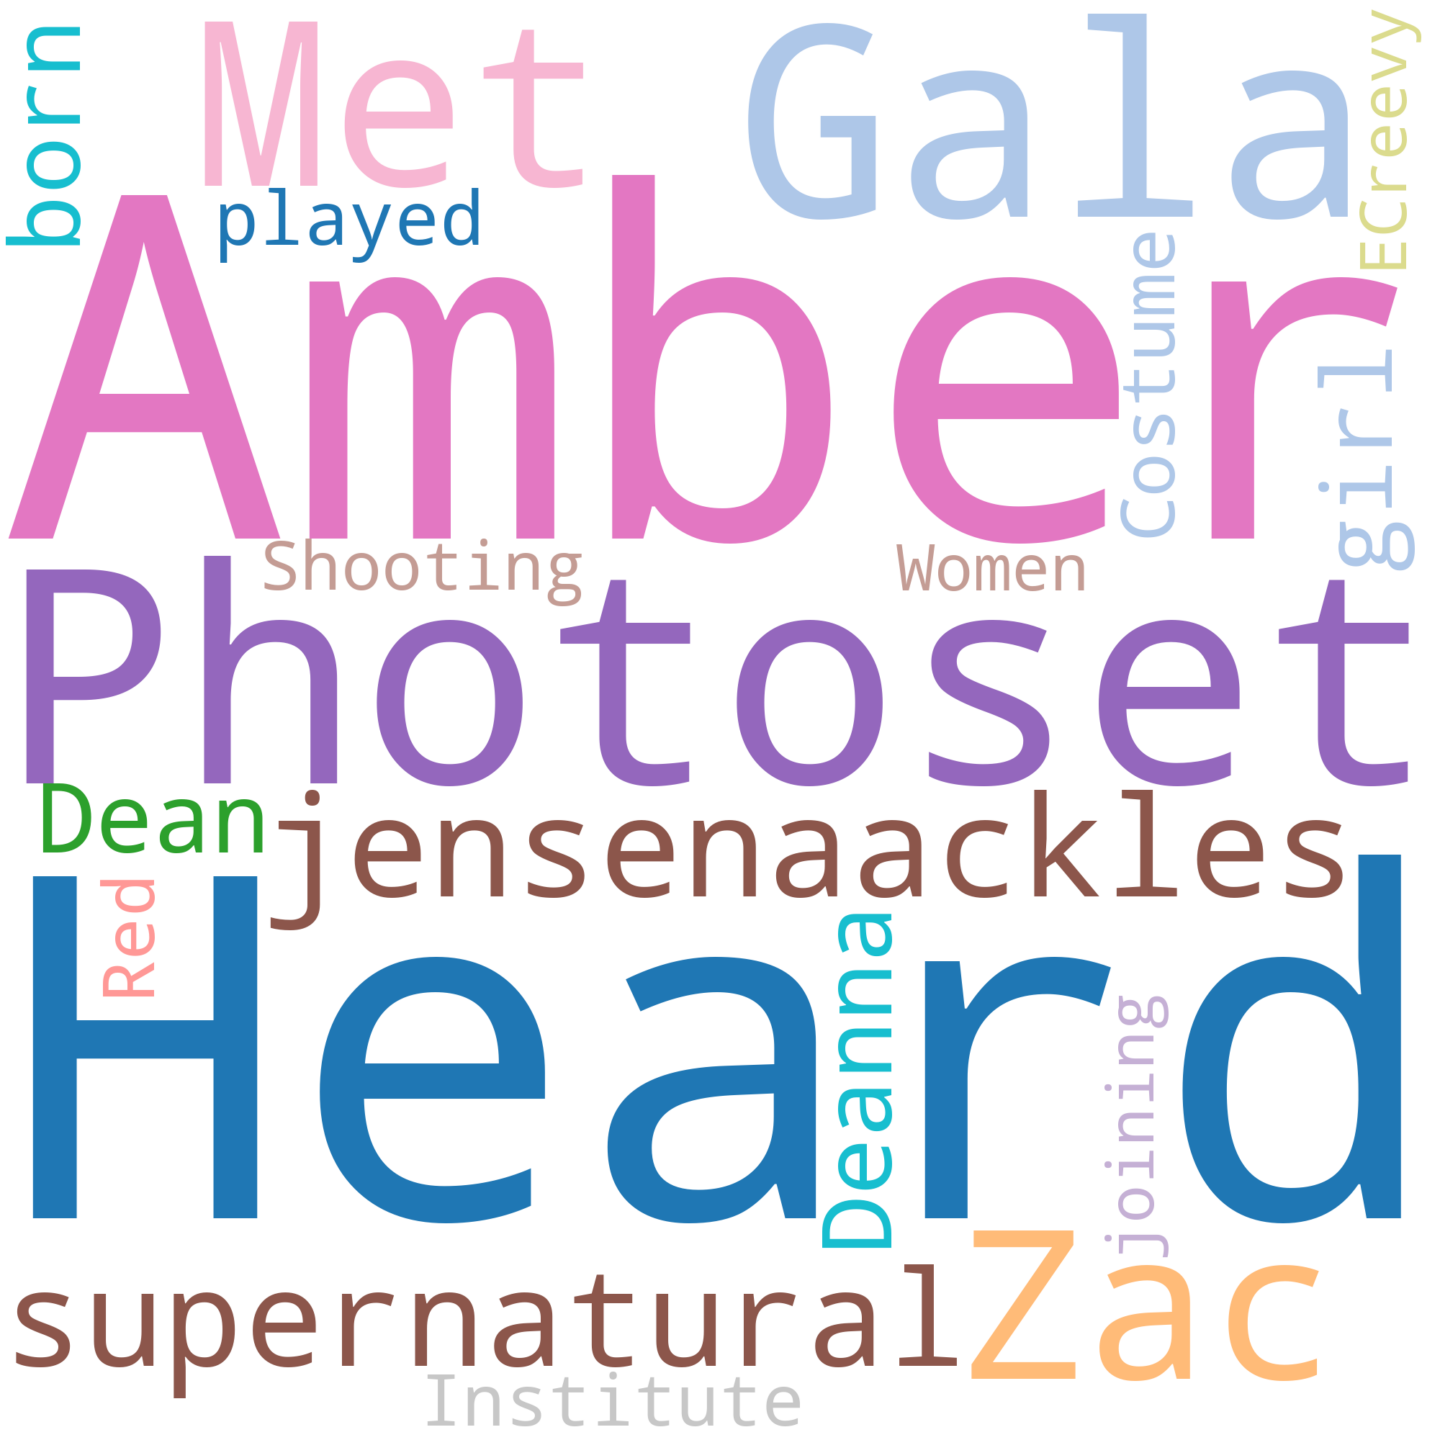 born
Met
Gala
ECreevy
played
Amber
Costume
girl
Shooting
Women
Photoset
Dean
jensenaackles
Red
Heard
Deanna
joining
supernatural
Zac
Institute